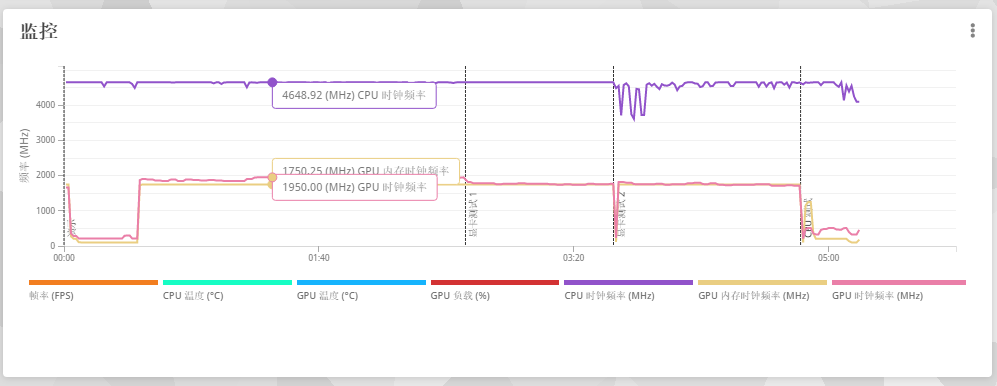 监控
频率 (MHz)
4000
3000
2000
1000
0
4648.92 (MHz) CPU 时钟频率
1750.25 (MHz) GPU 内存时钟频率
1950.00 (MHz) GPU 时钟频率
显卡测试 1
显卡测试 2
CPU 测试
00:00
01:40
03:20
05:00
帧率 (FPS)
CPU 温度 (°C)
GPU 温度 (°C)
GPU 负载 (%)
CPU 时钟频率 (MHz)
GPU 内存时钟频率 (MHz)
GPU 时钟频率 (MHz)